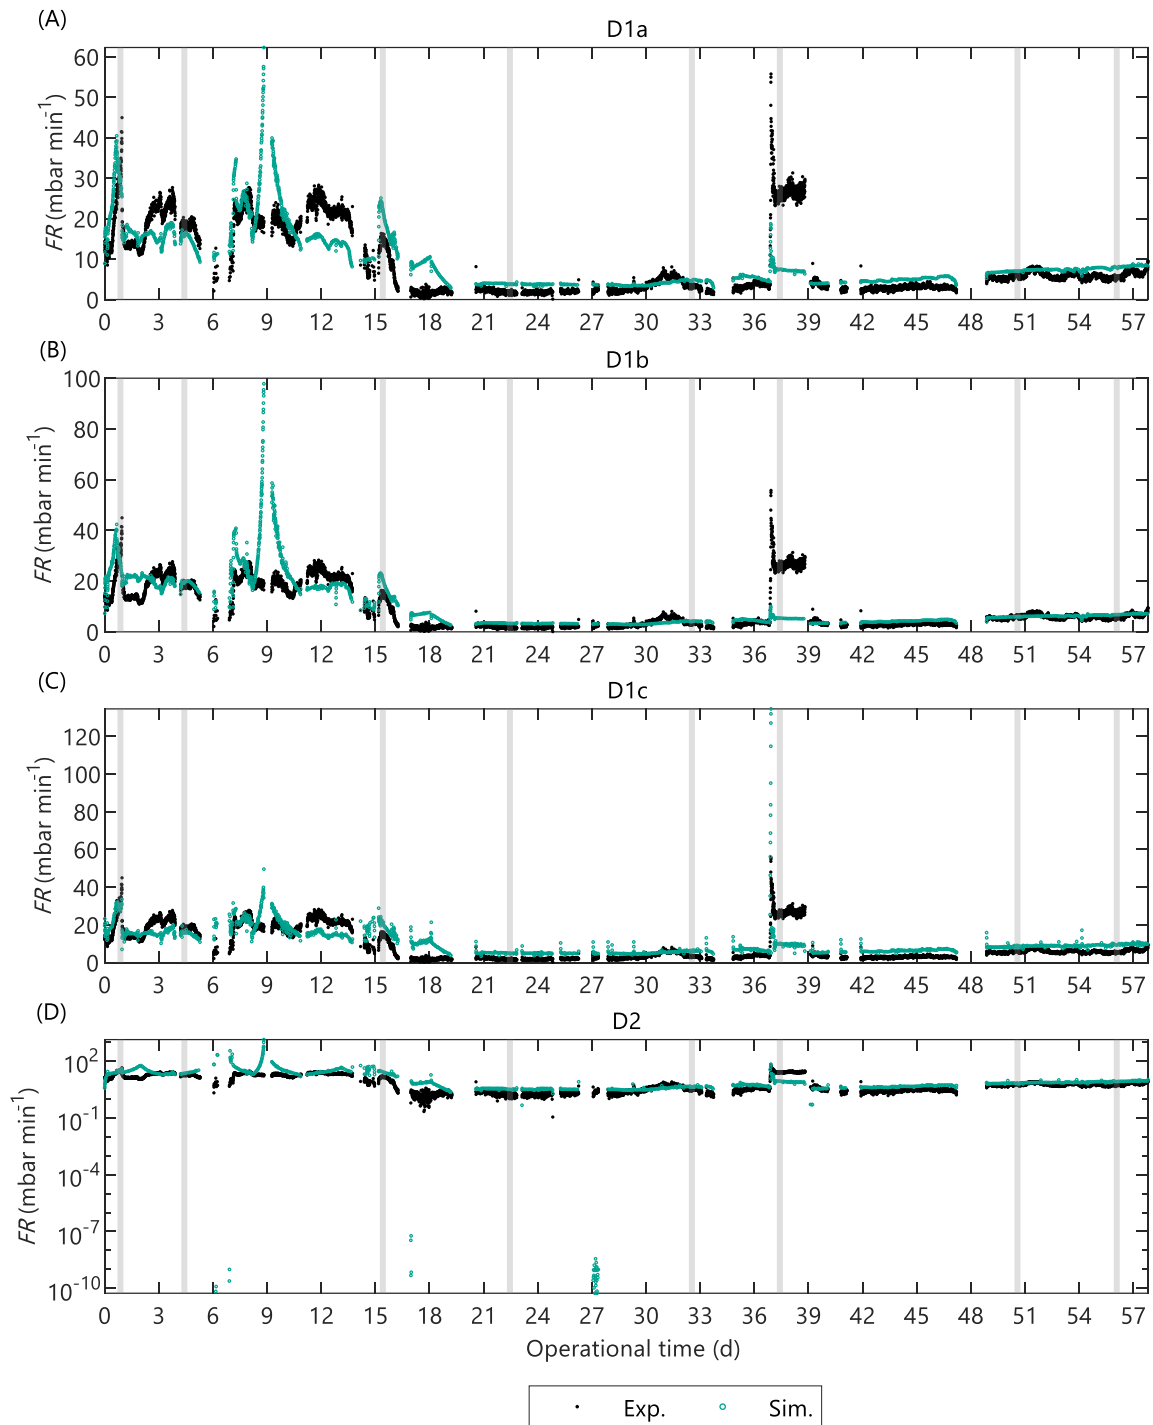 (A)
D1a
FR (mbar min-1)
60
50
40
30
20
10
0
0 3 6 9 12 15 18 21 24 27 30 33 36 39 42 45 48 51 54 57
(B)
D1b
FR (mbar min-1)
100
80
60
40
20
0
0 3 6 9 12 15 18 21 24 27 30 33 36 39 42 45 48 51 54 57
(C)
D1c
FR (mbar min-1)
120
100
80
60
40
20
0
0 3 6 9 12 15 18 21 24 27 30 33 36 39 42 45 48 51 54 57
(D)
D2
FR (mbar min-1)
10^2
10^-1
10^-4
10^-7
10^-10
0 3 6 9 12 15 18 21 24 27 30 33 36 39 42 45 48 51 54 57
Operational time (d)
Exp. Sim.